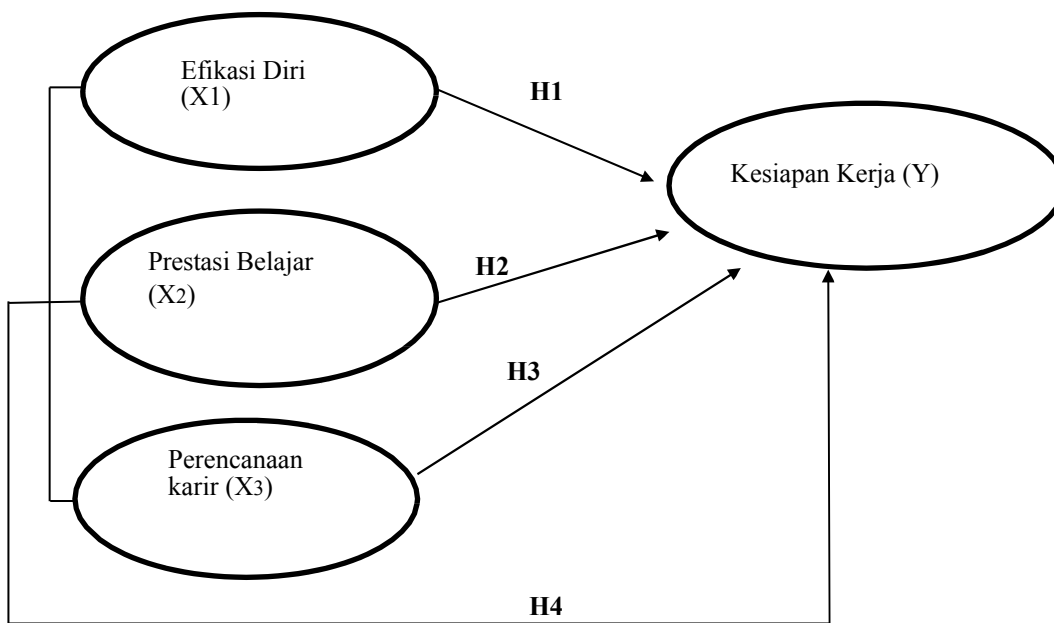 Efikasi Diri
(X1)
H1
Kesiapan Kerja (Y)
Prestasi Belajar
(X2)
H2
H3
Perencanaan
karir (X3)
H4